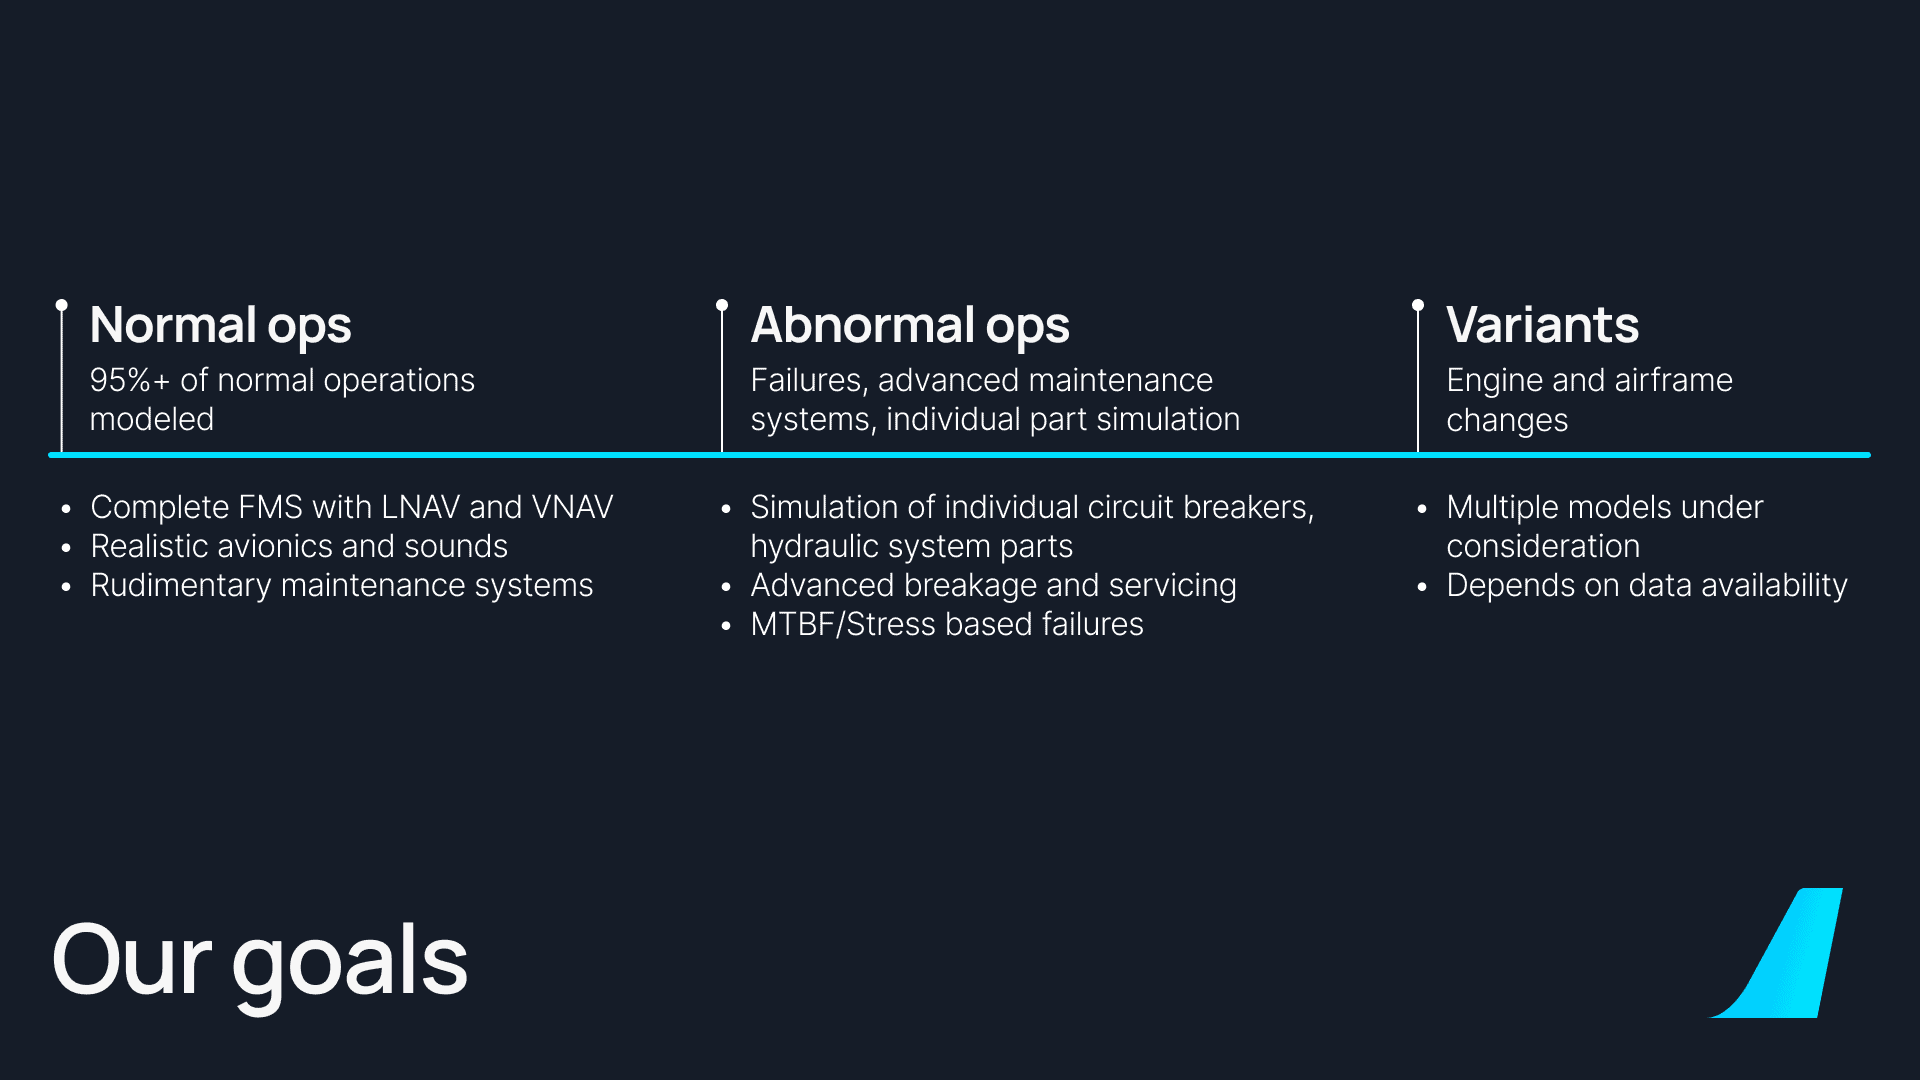 Normal ops
95%+ of normal operations
modeled
• Complete FMS with LNAV and VNAV
• Realistic avionics and sounds
• Rudimentary maintenance systems
Abnormal ops
Failures, advanced maintenance
systems, individual part simulation
• Simulation of individual circuit breakers,
hydraulic system parts
• Advanced breakage and servicing
• MTBF/Stress based failures
Variants
Engine and airframe
changes
• Multiple models under
consideration
• Depends on data availability
Our goals